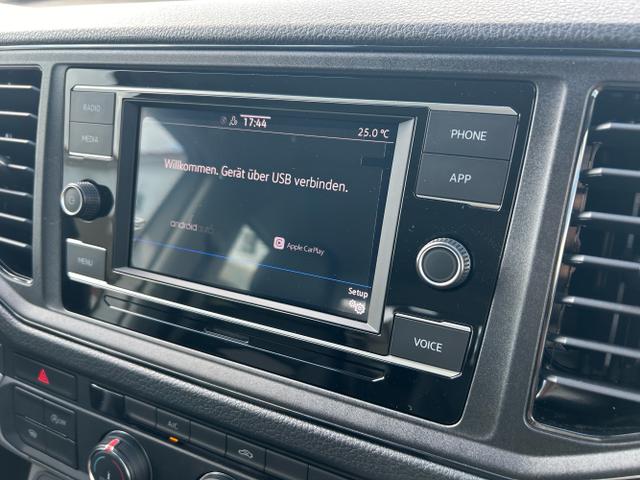 RADIO
MEDIA
MENU
17:44
25.0 °C
Willkommen. Gerät über USB verbinden.
android auto
Apple CarPlay
Setup
PHONE
APP
VOICE
A/C